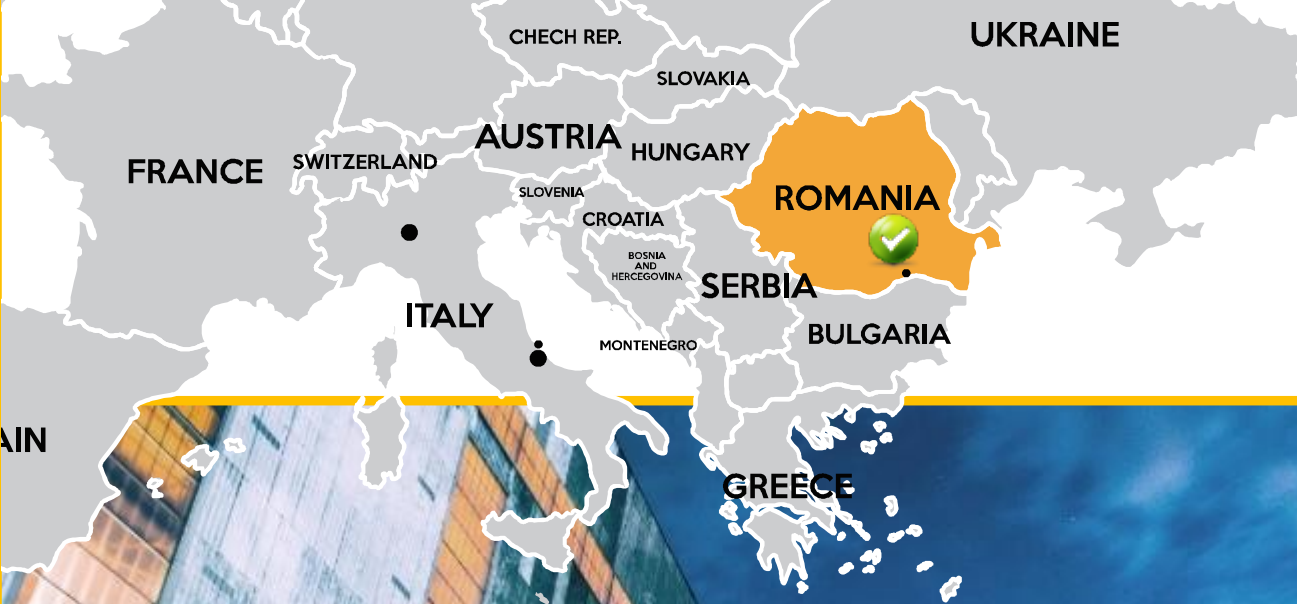 UKRAINE
CHECH REP.
SLOVAKIA
AUSTRIA
HUNGARY
FRANCE
SWITZERLAND
SLOVENIA
ROMANIA
CROATIA
BOSNIA
AND
HERCEGOVINA
SERBIA
ITALY
BULGARIA
MONTENEGRO
AIN
GREECE